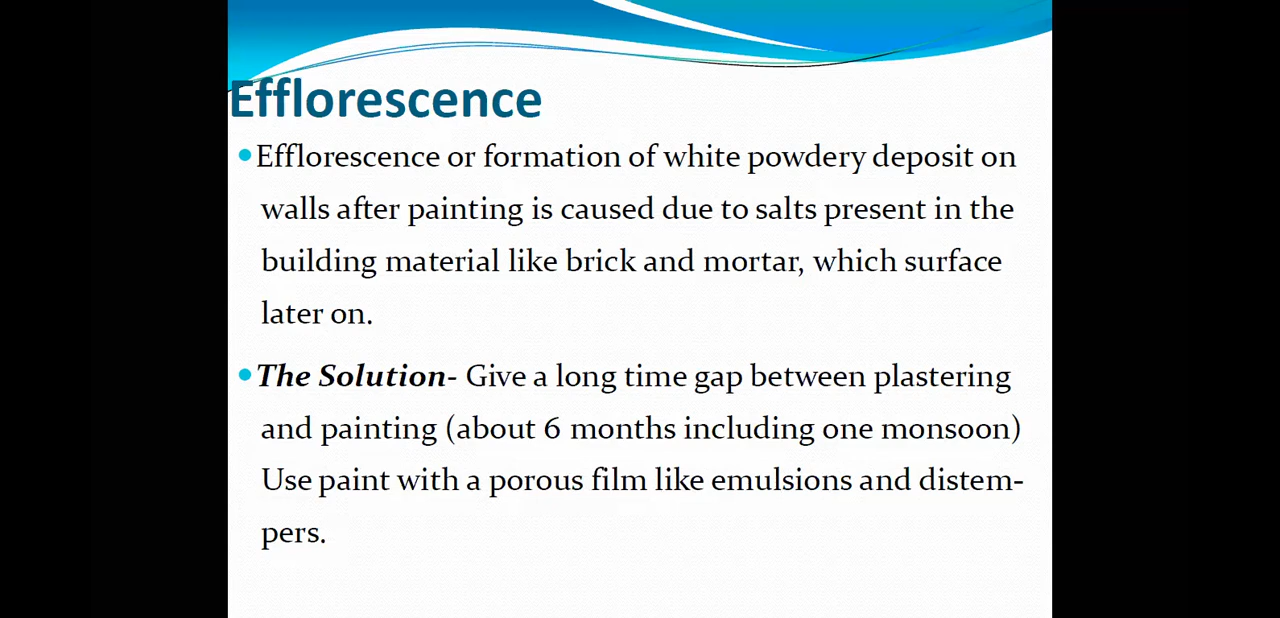 Efflorescence
Efflorescence or formation of white powdery deposit on
walls after painting is caused due to salts present in the
building material like brick and mortar, which surface
later on.
The Solution- Give a long time gap between plastering
and painting (about 6 months including one monsoon)
Use paint with a porous film like emulsions and distem-
pers.